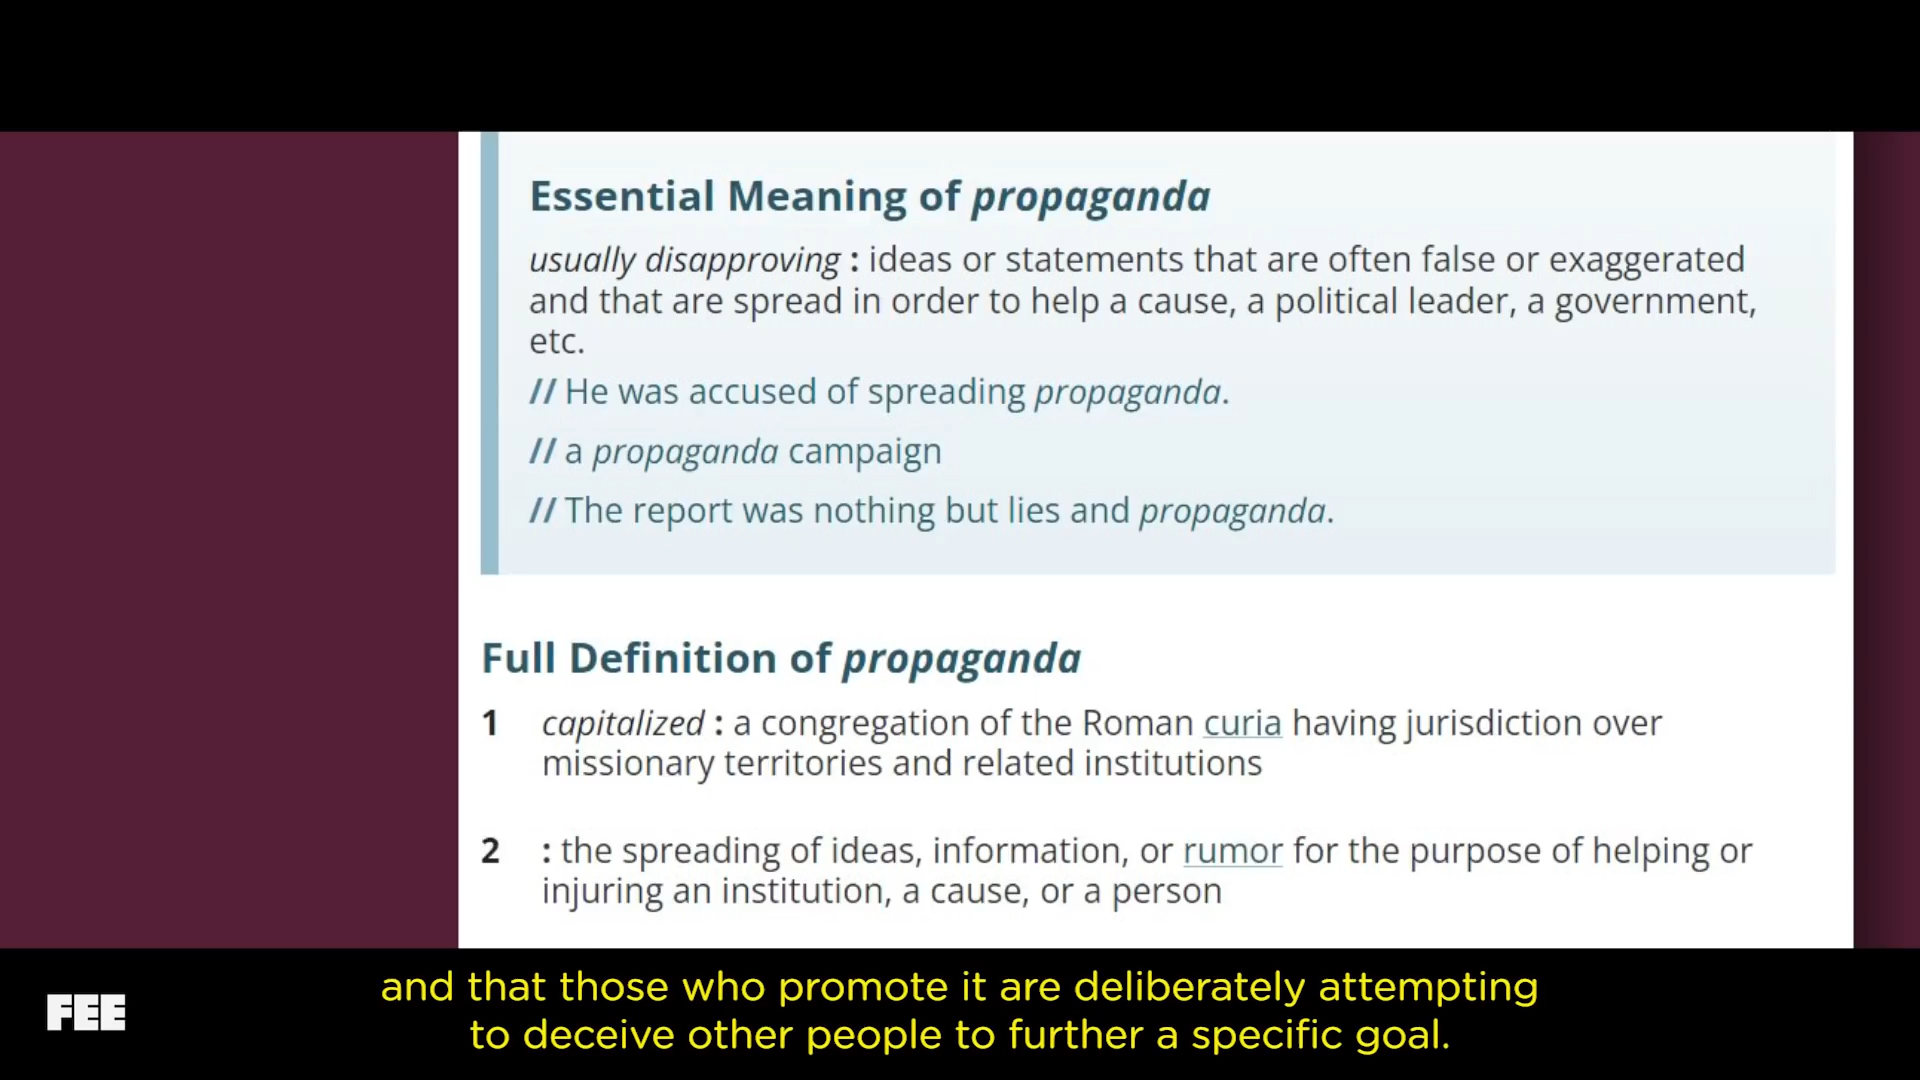 Essential Meaning of propaganda
usually disapproving : ideas or statements that are often false or exaggerated
and that are spread in order to help a cause, a political leader, a government,
etc.
// He was accused of spreading propaganda.
// a propaganda campaign
// The report was nothing but lies and propaganda.
Full Definition of propaganda
1 capitalized : a congregation of the Roman curia having jurisdiction over
missionary territories and related institutions
2 : the spreading of ideas, information, or rumor for the purpose of helping or
injuring an institution, a cause, or a person
and that those who promote it are deliberately attempting
to deceive other people to further a specific goal.
FEE